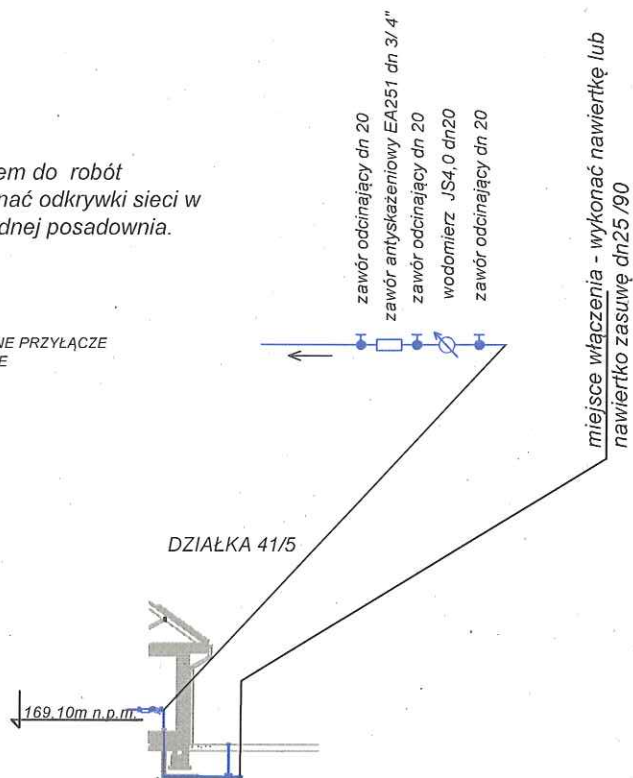 em do robót
nać odkrywki sieci w
dnej posadownia.
NE PRZYŁĄCZE
E
zawór odcinający dn 20
zawór antyskażeniowy EA251 dn 3/4"
zawór odcinający dn 20
wodomierz JS4,0 dn20
zawór odcinający dn 20
miejsce włączenia - wykonać nawiertkę lub
nawiertko zasuwę dn25 /90
DZIAŁKA 41/5
169,10m n.p.m.